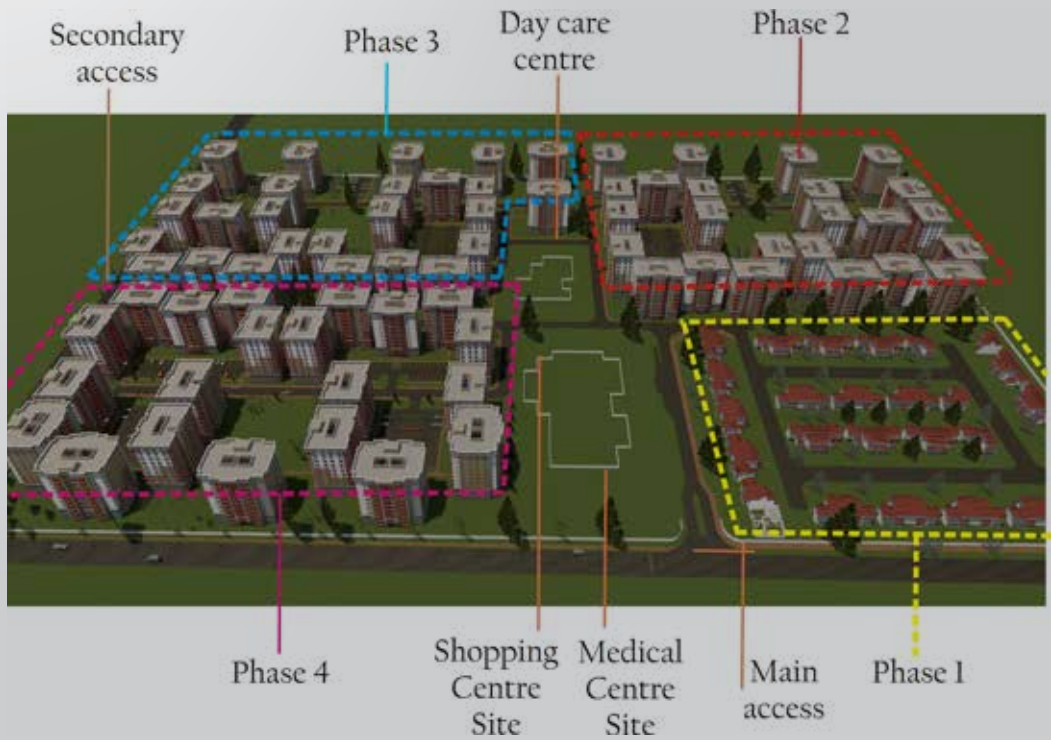 Secondary
access
Phase 3
Day care
centre
Phase 2
Phase 4
Shopping
Centre
Site
Medical
Centre
Site
Main
access
Phase 1